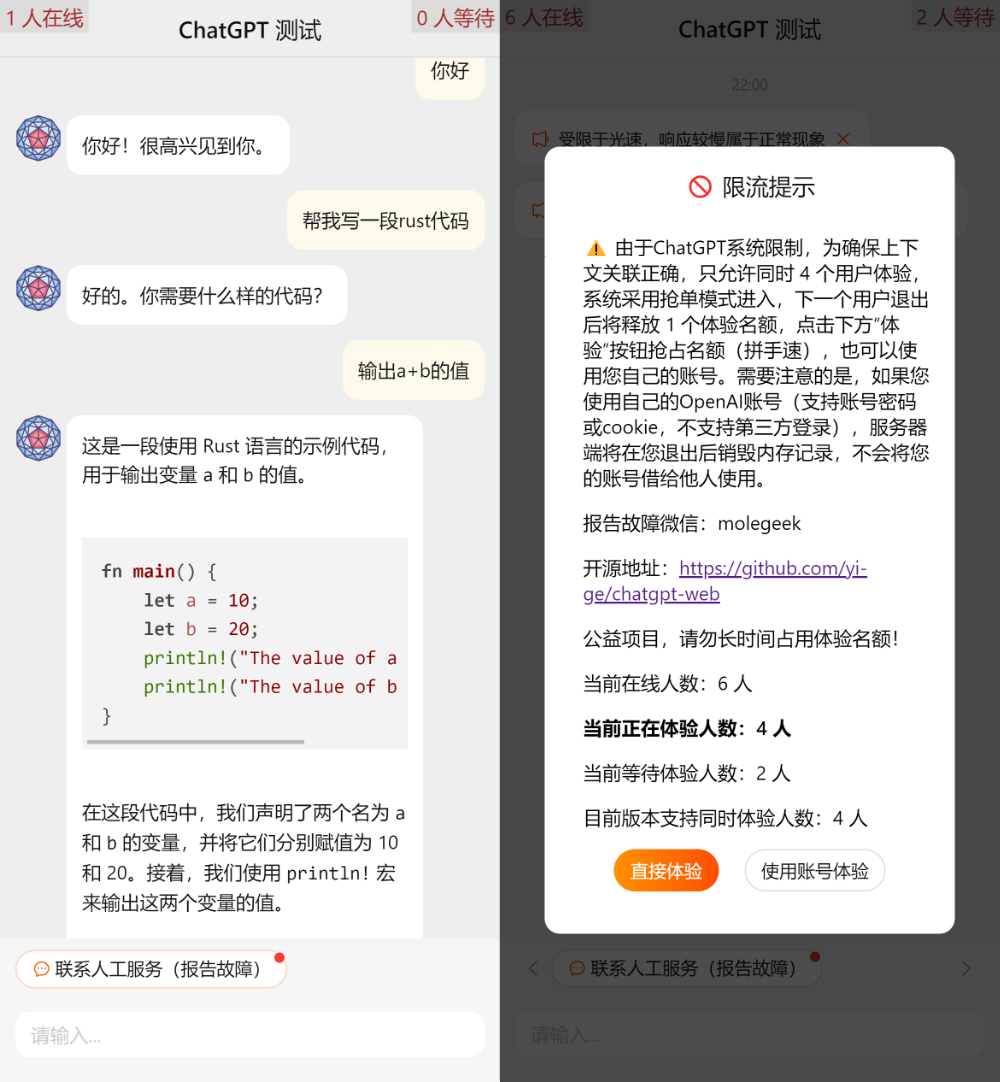 1 人在线
ChatGPT 测试
0 人等待
你好
你好！很高兴见到你。
帮我写一段rust代码
好的。你需要什么样的代码？
输出a+b的值
这是一段使用 Rust 语言的示例代码，
用于输出变量 a 和 b 的值。
fn main() {
    let a = 10;
    let b = 20;
    println!("The value of a
    println!("The value of b
}
在这段代码中，我们声明了两个名为 a
和 b 的变量，并将它们分别赋值为 10
和 20。接着，我们使用 println! 宏
来输出这两个变量的值。
联系人工服务（报告故障）
请输入...
6 人在线
ChatGPT 测试
2 人等待
22:00
受限于光速，响应较慢属于正常现象
限流提示
由于ChatGPT系统限制，为确保上下
文关联正确，只允许同时 4 个用户体验，
系统采用抢单模式进入，下一个用户退出
后将释放 1 个体验名额，点击下方“体
验”按钮抢占名额（拼手速），也可以使
用您自己的账号。需要注意的是，如果您
使用自己的OpenAI账号（支持账号密码
或cookie，不支持第三方登录），服务器
端将在您退出后销毁内存记录，不会将您
的账号借给他人使用。
报告故障微信：molegeek
开源地址：https://github.com/yi-
ge/chatgpt-web
公益项目，请勿长时间占用体验名额！
当前在线人数：6 人
当前正在体验人数：4 人
当前等待体验人数：2 人
目前版本支持同时体验人数：4 人
直接体验
使用账号体验
联系人工服务（报告故障）
请输入...